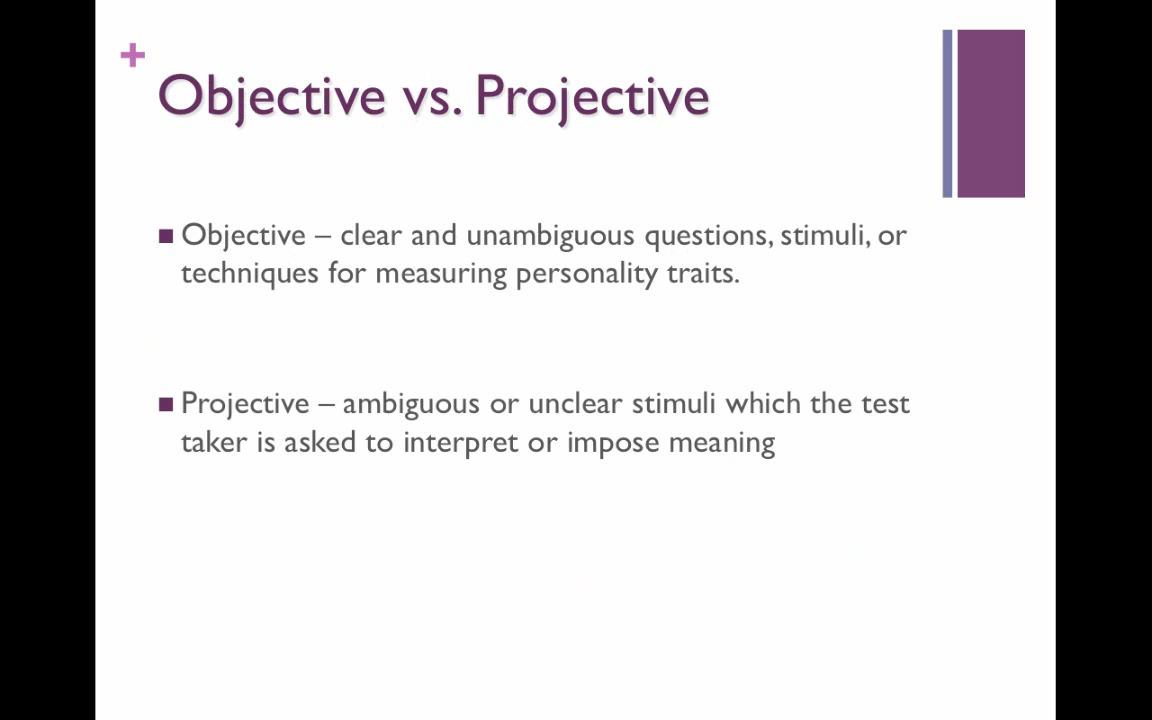 +
Objective vs. Projective
■ Objective – clear and unambiguous questions, stimuli, or
techniques for measuring personality traits.
■ Projective – ambiguous or unclear stimuli which the test
taker is asked to interpret or impose meaning